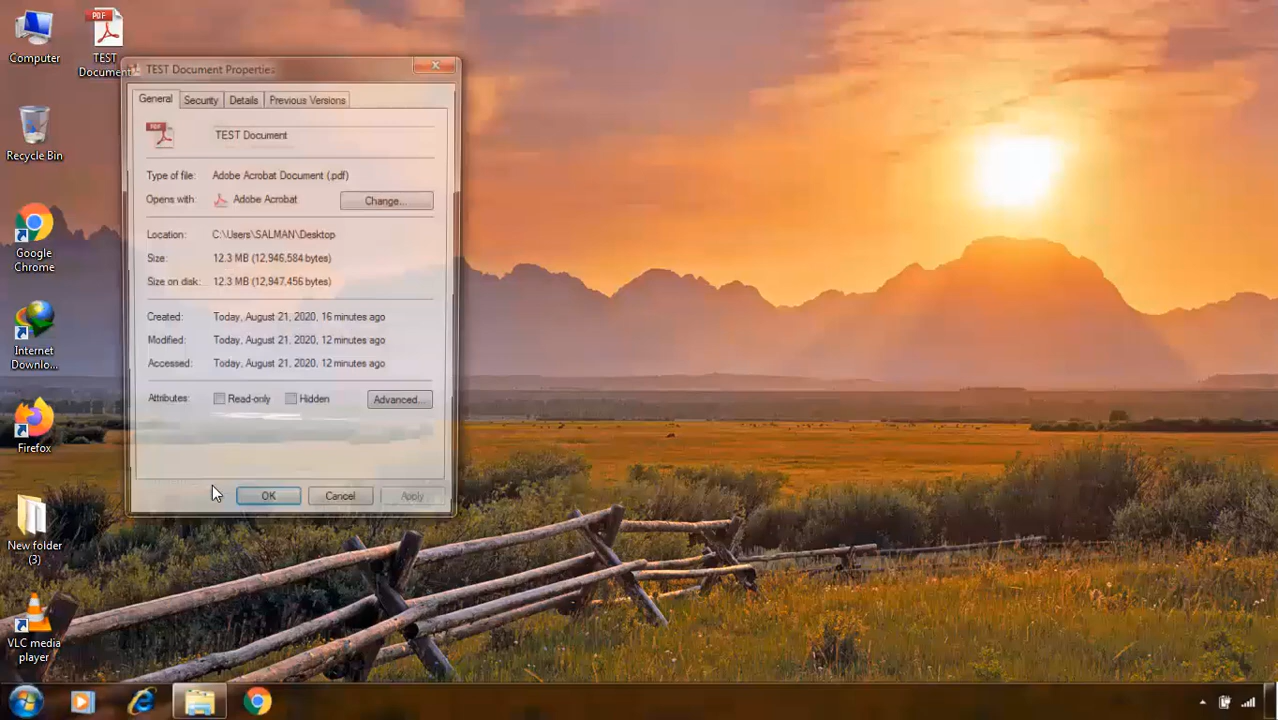 Computer
PDF
TEST
Document
Recycle Bin
Google
Chrome
Internet
Downlo...
Firefox
New folder
(3)
VLC media
player
TEST Document Properties
General
Security
Details
Previous Versions
PDF
TEST Document
Type of file: Adobe Acrobat Document (.pdf)
Opens with: Adobe Acrobat
Change...
Location: C:\Users\SALMAN\Desktop
Size: 12.3 MB (12,946,584 bytes)
Size on disk: 12.3 MB (12,947,456 bytes)
Created: Today, August 21, 2020, 16 minutes ago
Modified: Today, August 21, 2020, 12 minutes ago
Accessed: Today, August 21, 2020, 12 minutes ago
Attributes: Read-only Hidden Advanced...
OK Cancel Apply